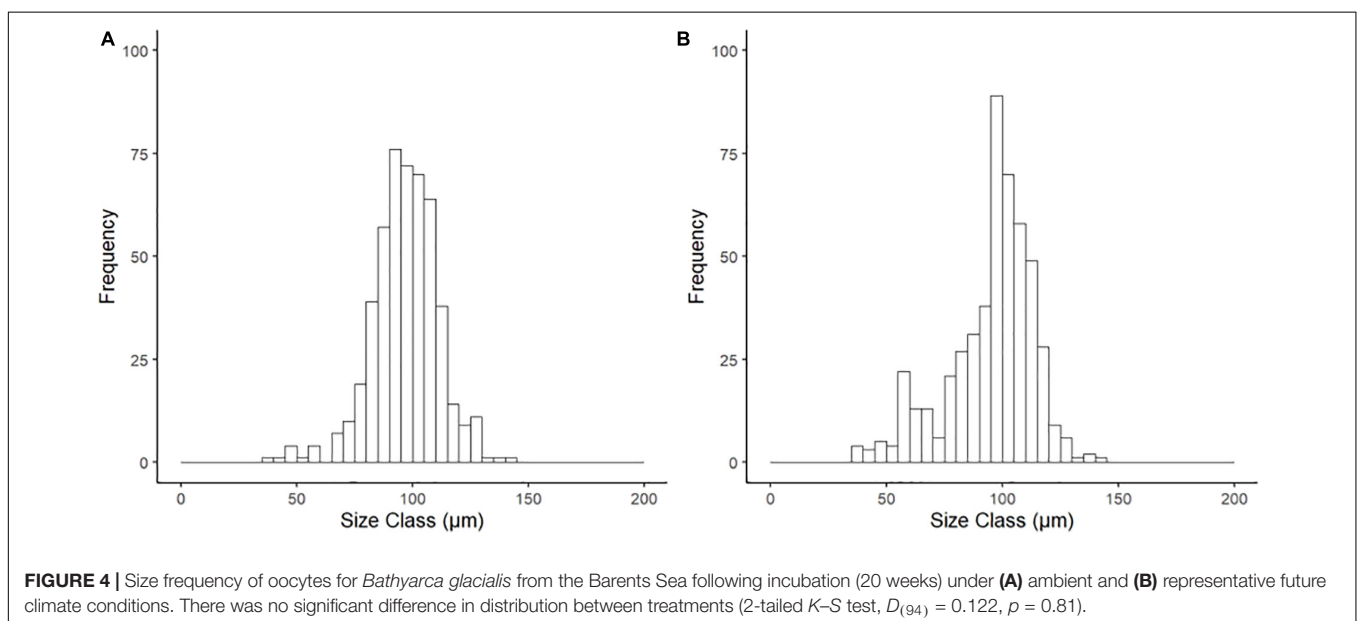 A
B
100
75
50
25
0
Frequency
0 50 100 150 200
Size Class (µm)
100
75
50
25
0
Frequency
0 50 100 150 200
Size Class (µm)
FIGURE 4 | Size frequency of oocytes for Bathyarca glacialis from the Barents Sea following incubation (20 weeks) under (A) ambient and (B) representative future
climate conditions. There was no significant difference in distribution between treatments (2-tailed K–S test, D(94) = 0.122, p = 0.81).